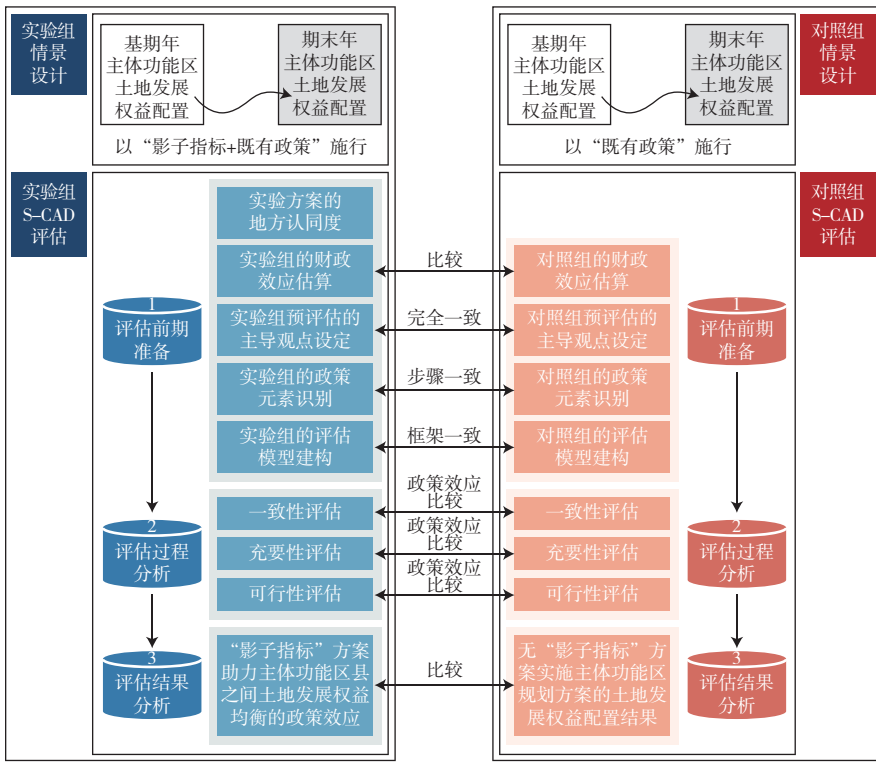 实验组
情景
设计
基期年
主体功能区
土地发展
权益配置
期末年
主体功能区
土地发展
权益配置
以“影子指标+既有政策”施行
基期年
主体功能区
土地发展
权益配置
期末年
主体功能区
土地发展
权益配置
以“既有政策”施行
对照组
情景
设计
实验组
S–CAD
评估
1
评估前期
准备
2
评估过程
分析
3
评估结果
分析
实验方案的
地方认同度
实验组的财政
效应估算
实验组预评估的
主导观点设定
实验组的政策
元素识别
实验组的评估
模型建构
一致性评估
充要性评估
可行性评估
“影子指标”方案
助力主体功能区县
之间土地发展权益
均衡的政策效应
比较
完全一致
步骤一致
框架一致
政策效应
比较
政策效应
比较
政策效应
比较
比较
对照组的财政
效应估算
对照组预评估的
主导观点设定
对照组的政策
元素识别
对照组的评估
模型建构
一致性评估
充要性评估
可行性评估
无“影子指标”方
案实施主体功能区
规划方案的土地发
展权益配置结果
对照组
S–CAD
评估
1
评估前期
准备
2
评估过程
分析
3
评估结果
分析